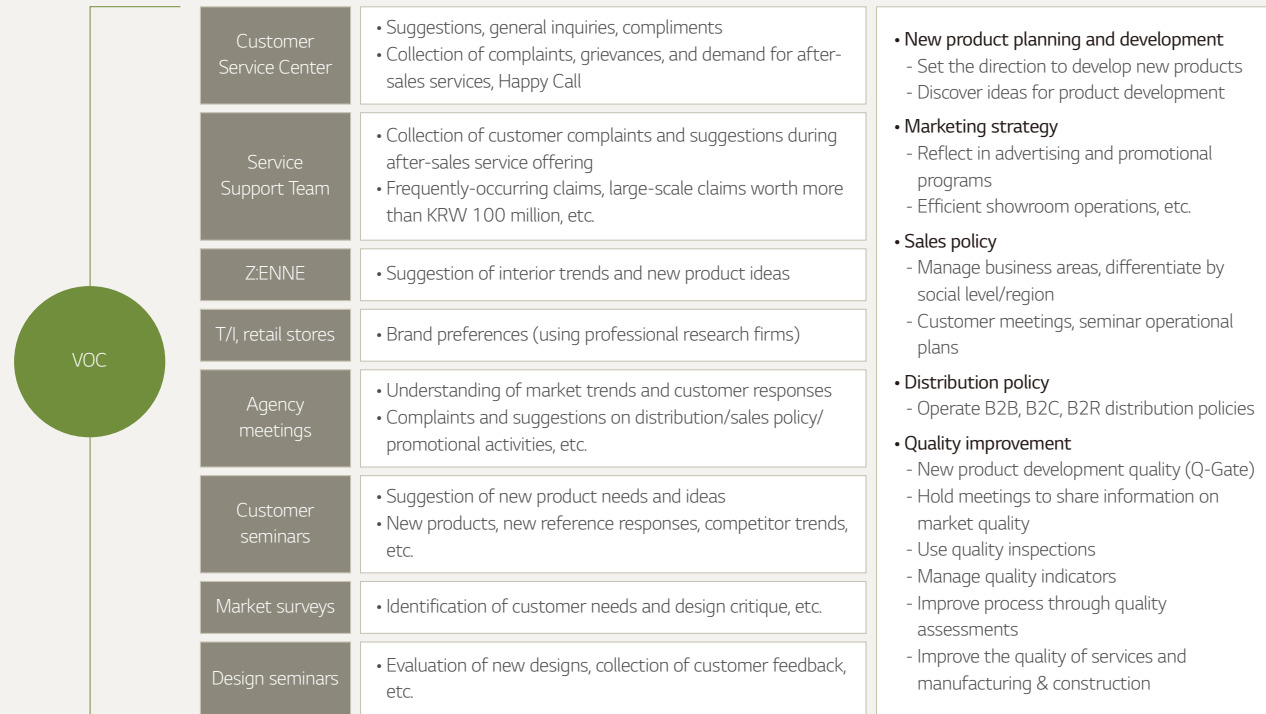 VOC
Customer
Service Center
• Suggestions, general inquiries, compliments
• Collection of complaints, grievances, and demand for after-
sales services, Happy Call
Service
Support Team
• Collection of customer complaints and suggestions during
after-sales service offering
• Frequently-occurring claims, large-scale claims worth more
than KRW 100 million, etc.
Z:ENNE
• Suggestion of interior trends and new product ideas
T/I, retail stores
• Brand preferences (using professional research firms)
Agency
meetings
• Understanding of market trends and customer responses
• Complaints and suggestions on distribution/sales policy/
promotional activities, etc.
Customer
seminars
• Suggestion of new product needs and ideas
• New products, new reference responses, competitor trends,
etc.
Market surveys
• Identification of customer needs and design critique, etc.
Design seminars
• Evaluation of new designs, collection of customer feedback,
etc.
• New product planning and development
- Set the direction to develop new products
- Discover ideas for product development
• Marketing strategy
- Reflect in advertising and promotional
programs
- Efficient showroom operations, etc.
• Sales policy
- Manage business areas, differentiate by
social level/region
- Customer meetings, seminar operational
plans
• Distribution policy
- Operate B2B, B2C, B2R distribution policies
• Quality improvement
- New product development quality (Q-Gate)
- Hold meetings to share information on
market quality
- Use quality inspections
- Manage quality indicators
- Improve process through quality
assessments
- Improve the quality of services and
manufacturing & construction